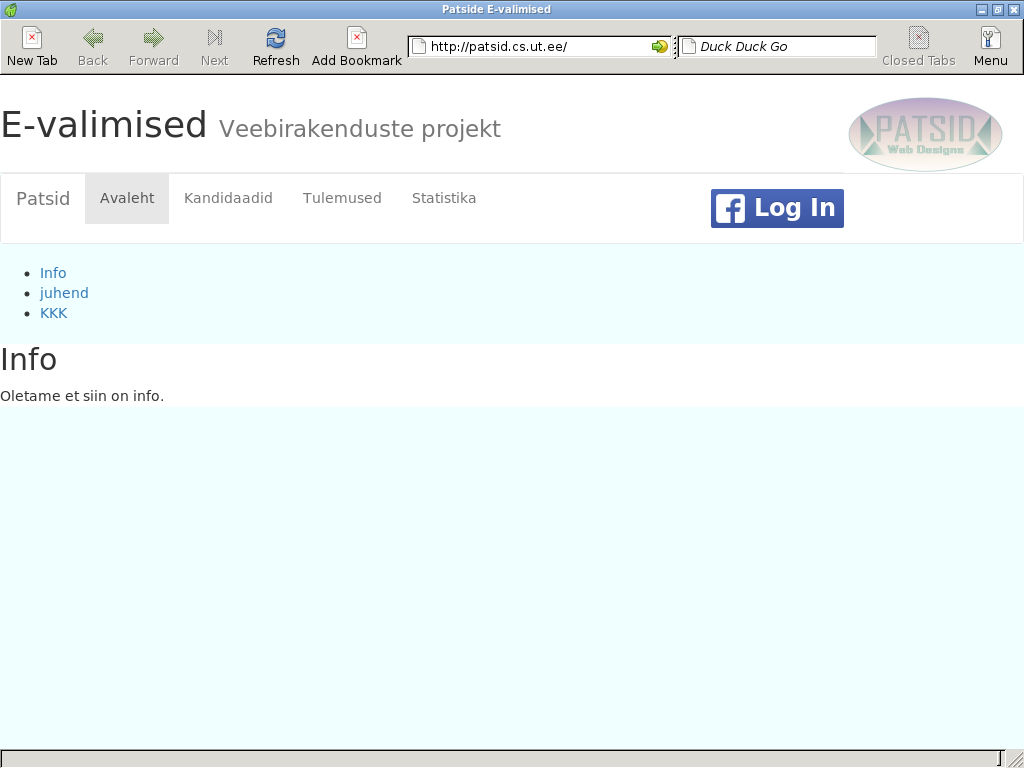 Patside E-valimised
New Tab Back Forward Next Refresh Add Bookmark http://patsid.cs.ut.ee/ Duck Duck Go Closed Tabs Menu
E-valimised Veebirakenduste projekt
PATSID
Web Designs
Patsid Avaleht Kandidaadid Tulemused Statistika Log In
Info
juhend
KKK
Info
Oletame et siin on info.